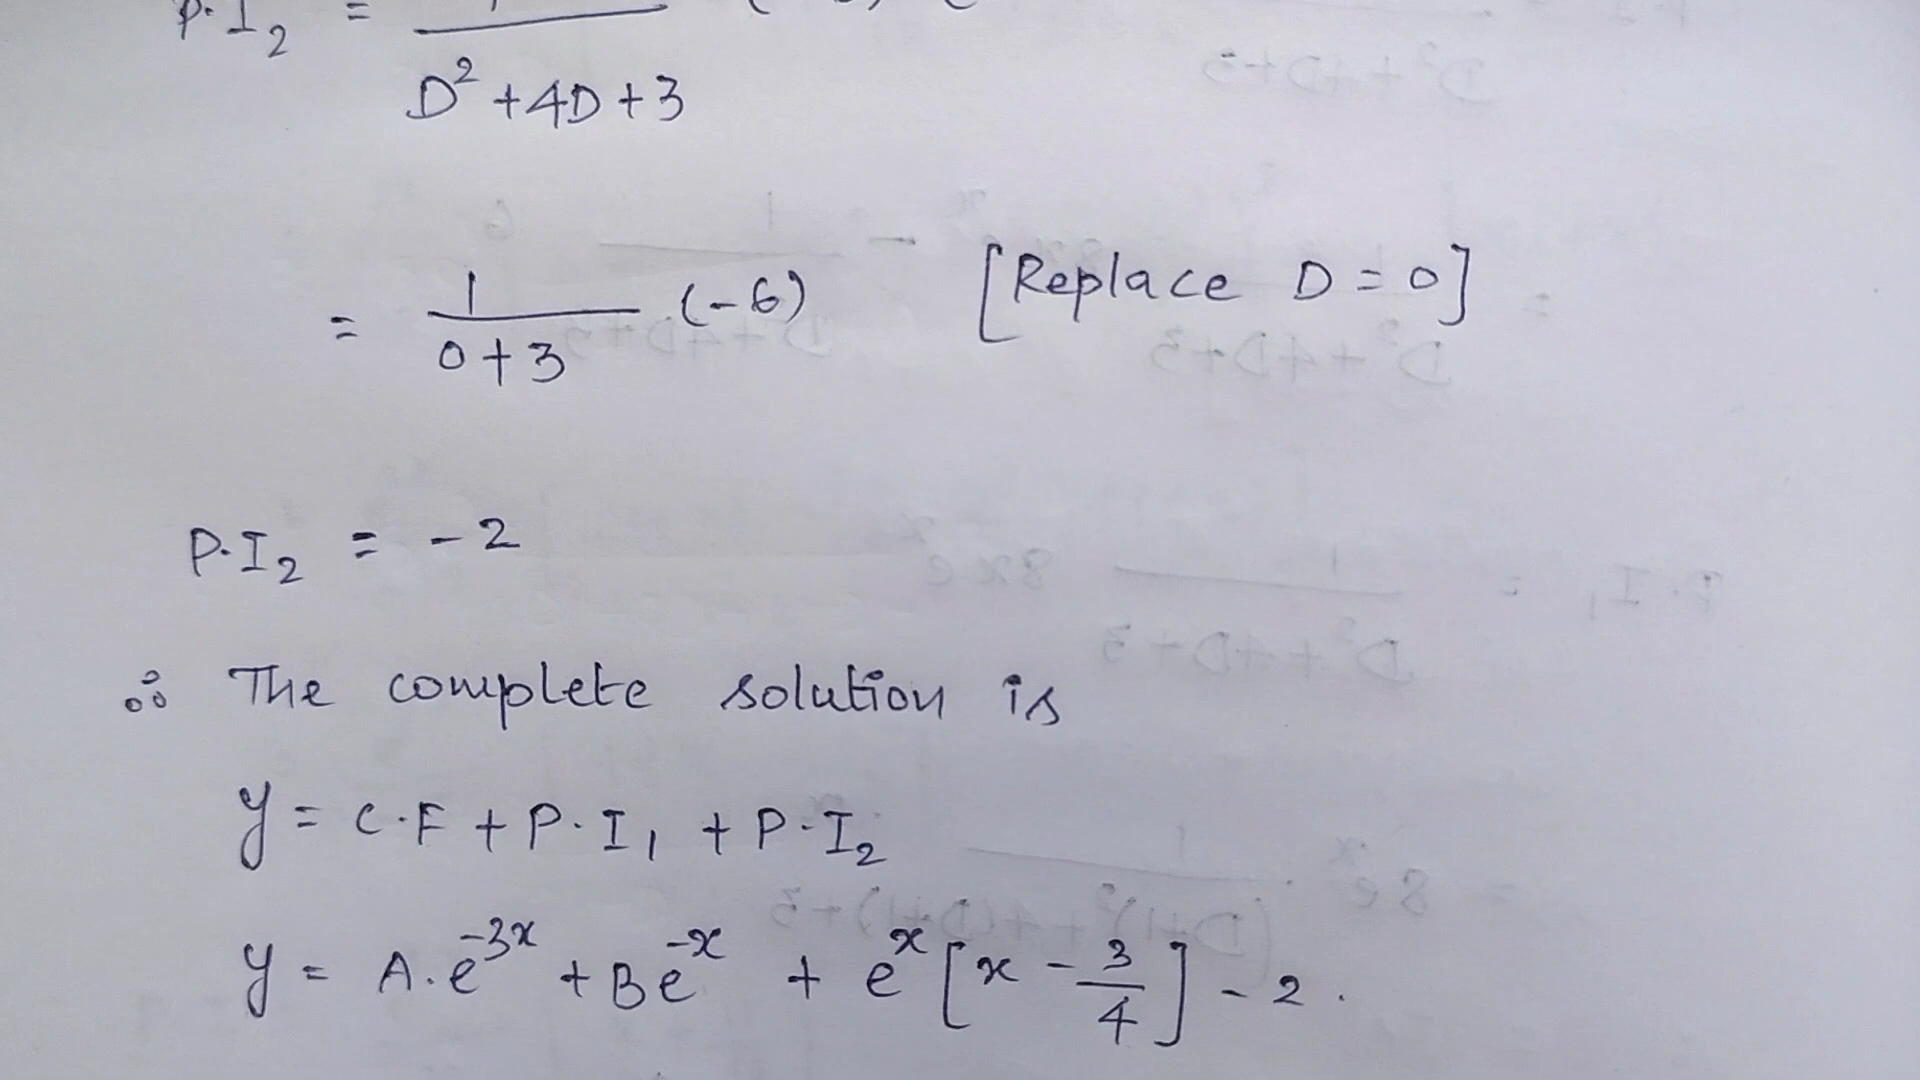 P.I₂ =
D² + 4D + 3
= 1/(0+3) (-6) [Replace D = 0]
P.I₂ = -2
∴ The complete solution is
y = C.F + P.I₁ + P.I₂
y = A.e^(-3x) + Be^(-x) + e^x [x - 3/4] - 2.